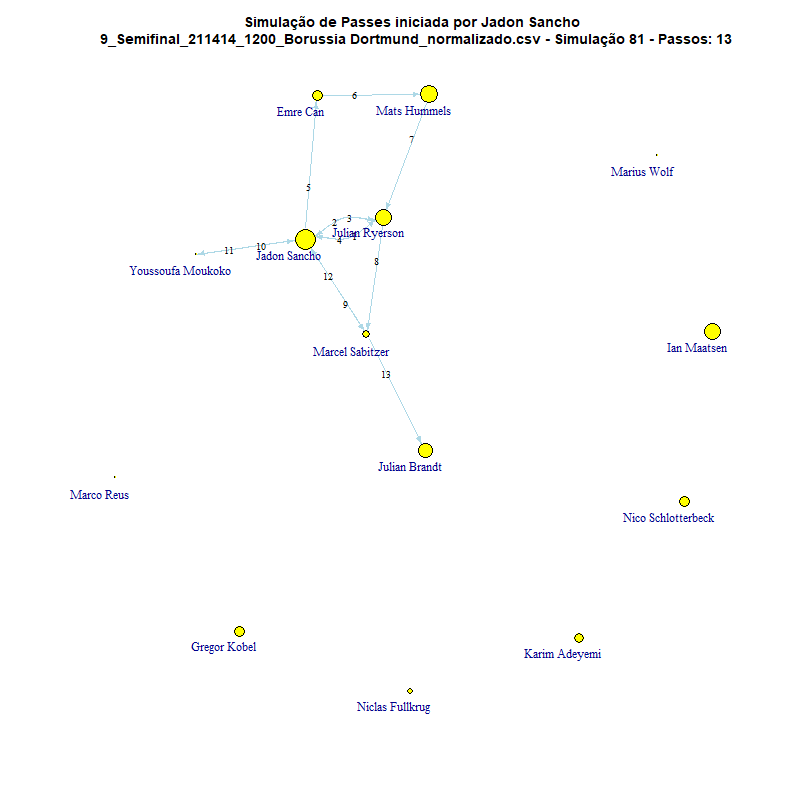 Simulação de Passes iniciada por Jadon Sancho
9_Semifinal_211414_1200_Borussia Dortmund_normalizado.csv - Simulação 81 - Passos: 13
6
Emre Can
Mats Hummels
7
Marius Wolf
5
2
3
Julian Ryerson
4
1
11
10
Jadon Sancho
8
Youssoufa Moukoko
12
9
Marcel Sabitzer
Ian Maatsen
13
Julian Brandt
Marco Reus
Nico Schlotterbeck
Gregor Kobel
Karim Adeyemi
Niclas Fullkrug